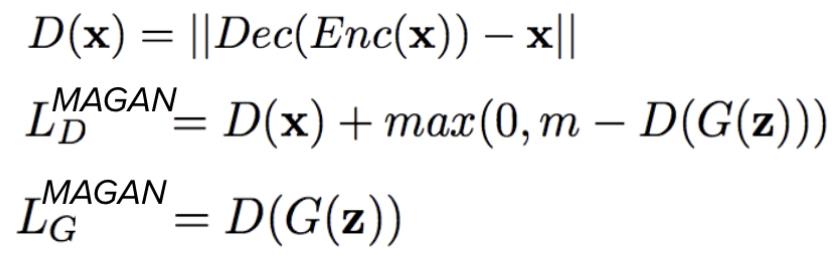 D(x) = ||Dec(Enc(x)) − x||
L_D^MAGAN = D(x) + max(0, m − D(G(z)))
L_G^MAGAN = D(G(z))